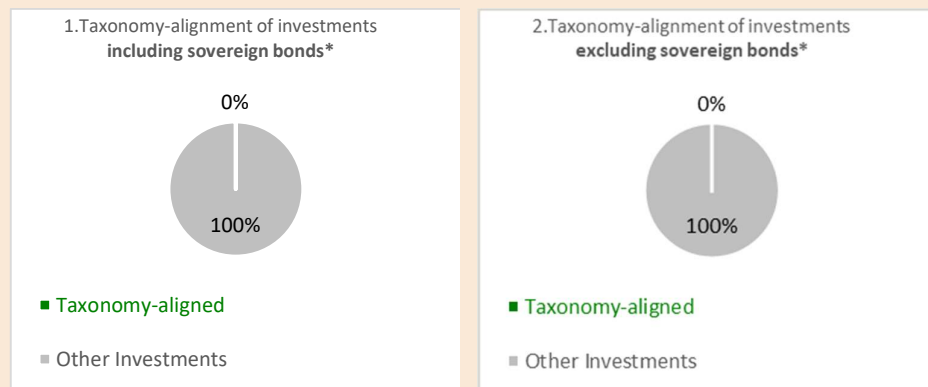 1.Taxonomy-alignment of investments
including sovereign bonds*
0%
100%
Taxonomy-aligned
Other Investments
2.Taxonomy-alignment of investments
excluding sovereign bonds*
0%
100%
Taxonomy-aligned
Other Investments